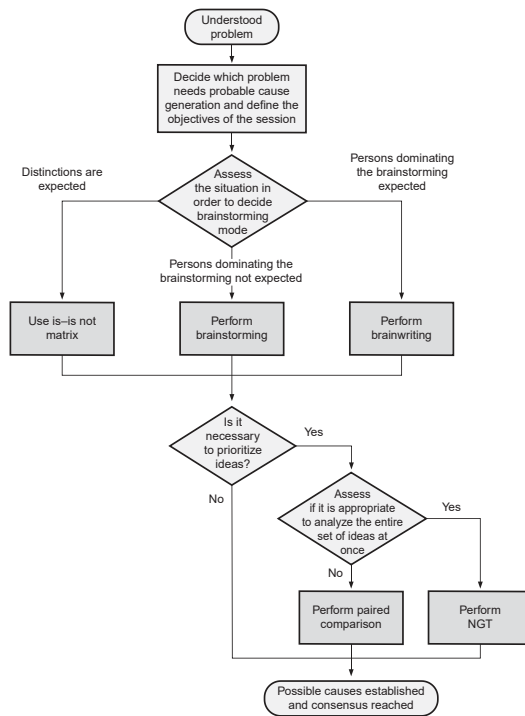 Understood
problem
Decide which problem
needs probable cause
generation and define the
objectives of the session
Distinctions are
expected
Assess
the situation in
order to decide
brainstorming
mode
Persons dominating
the brainstorming
expected
Persons dominating the
brainstorming not expected
Use is–is not
matrix
Perform
brainstorming
Perform
brainwriting
Is it
necessary
to prioritize
ideas?
Yes
No
Assess
if it is appropriate
to analyze the entire
set of ideas at
once
Yes
No
Perform paired
comparison
Perform
NGT
Possible causes established
and consensus reached